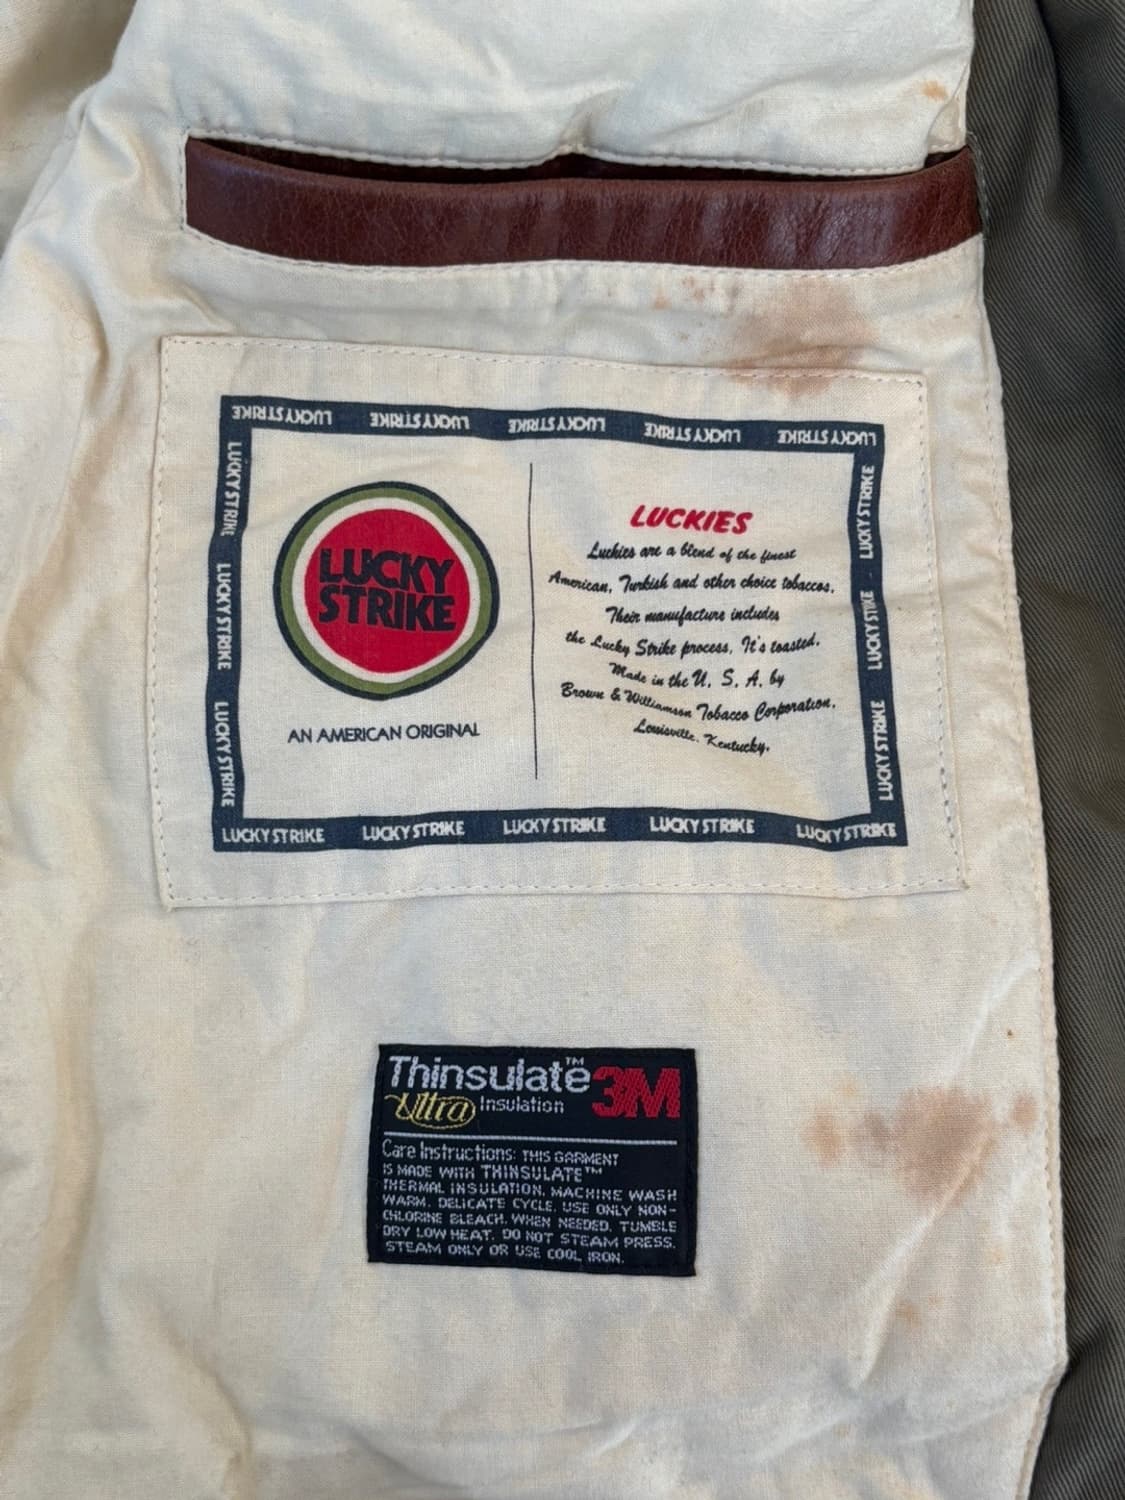 LUCKY STRIKE LUCKY STRIKE LUCKY STRIKE LUCKY STRIKE LUCKY STRIKE
LUCKY STRIKE
LUCKY STRIKE
LUCKY STRIKE
LUCKY
STRIKE
AN AMERICAN ORIGINAL
LUCKIES
Luckies are a blend of the finest
American, Turkish and other choice tobaccos.
Their manufacture includes
the Lucky Strike process, It's toasted.
Made in the U. S. A. by
Brown & Williamson Tobacco Corporation,
Louisville, Kentucky.
LUCKY STRIKE
LUCKY STRIKE
LUCKY STRIKE
LUCKY STRIKE LUCKY STRIKE LUCKY STRIKE LUCKY STRIKE LUCKY STRIKE
Thinsulate™ 3M
Ultra Insulation
Care Instructions: THIS GARMENT
IS MADE WITH THINSULATE™
THERMAL INSULATION. MACHINE WASH
WARM. DELICATE CYCLE. USE ONLY NON-
CHLORINE BLEACH. WHEN NEEDED. TUMBLE
DRY LOW HEAT. DO NOT STEAM PRESS.
STEAM ONLY OR USE COOL IRON.